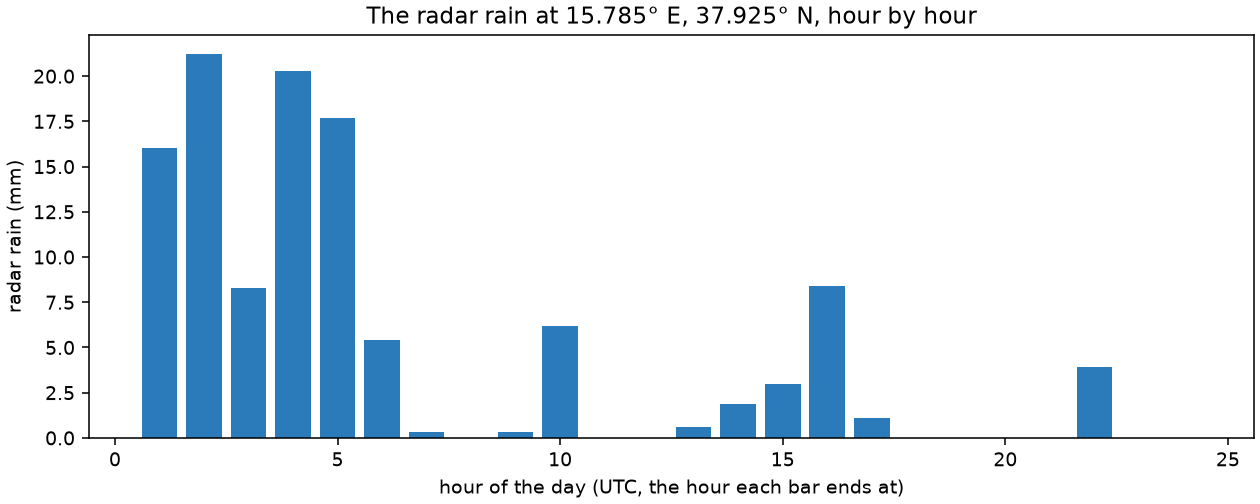 The radar rain at 15.785° E, 37.925° N, hour by hour
radar rain (mm)
20.0
17.5
15.0
12.5
10.0
7.5
5.0
2.5
0.0
0 5 10 15 20 25
hour of the day (UTC, the hour each bar ends at)